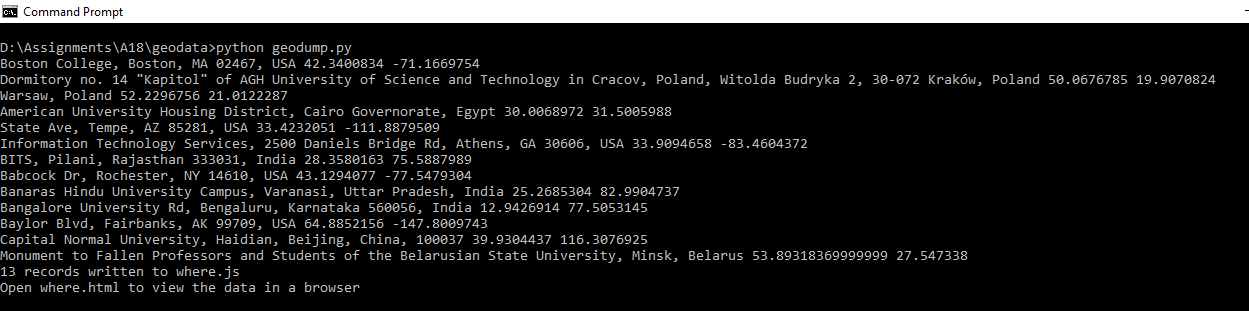 Command Prompt
D:\Assignments\A18\geodata>python geodump.py
Boston College, Boston, MA 02467, USA 42.3400834 -71.1669754
Dormitory no. 14 "Kapitol" of AGH University of Science and Technology in Cracov, Poland, Witolda Budryka 2, 30-072 Kraków, Poland 50.0676785 19.9070824
Warsaw, Poland 52.2296756 21.0122287
American University Housing District, Cairo Governorate, Egypt 30.0068972 31.5005988
State Ave, Tempe, AZ 85281, USA 33.4232051 -111.8879509
Information Technology Services, 2500 Daniels Bridge Rd, Athens, GA 30606, USA 33.9094658 -83.4604372
BITS, Pilani, Rajasthan 333031, India 28.3580163 75.5887989
Babcock Dr, Rochester, NY 14610, USA 43.1294077 -77.5479304
Banaras Hindu University Campus, Varanasi, Uttar Pradesh, India 25.2685304 82.9904737
Bangalore University Rd, Bengaluru, Karnataka 560056, India 12.9426914 77.5053145
Baylor Blvd, Fairbanks, AK 99709, USA 64.8852156 -147.8009743
Capital Normal University, Haidian, Beijing, China, 100037 39.9304437 116.3076925
Monument to Fallen Professors and Students of the Belarusian State University, Minsk, Belarus 53.89318369999999 27.547338
13 records written to where.js
Open where.html to view the data in a browser